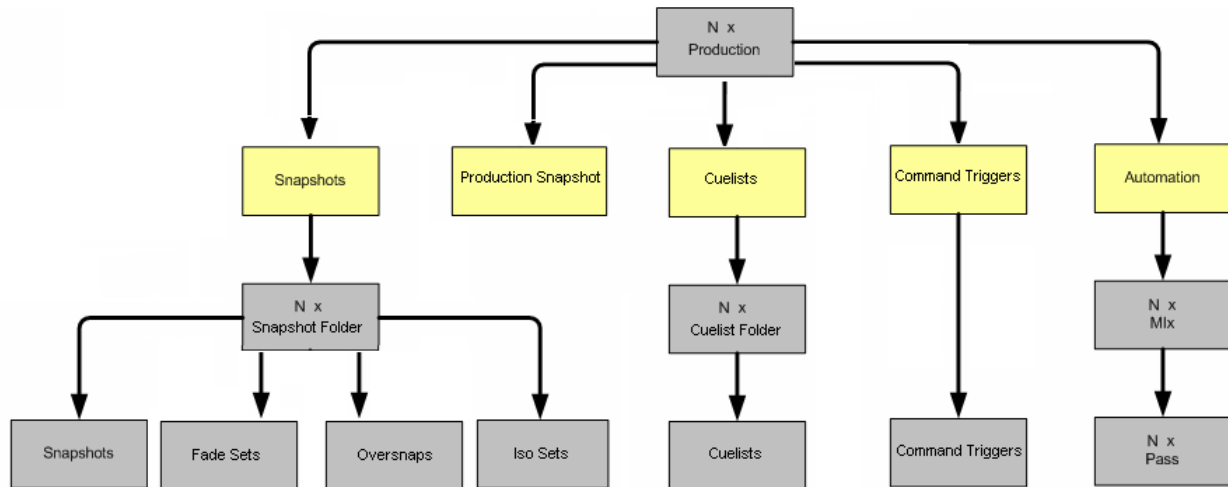 N x
Production
Snapshots
Production Snapshot
Cuelists
Command Triggers
Automation
N x
Snapshot Folder
N x
Cuelist Folder
N x
MIx
Snapshots
Fade Sets
Oversnaps
Iso Sets
Cuelists
Command Triggers
N x
Pass